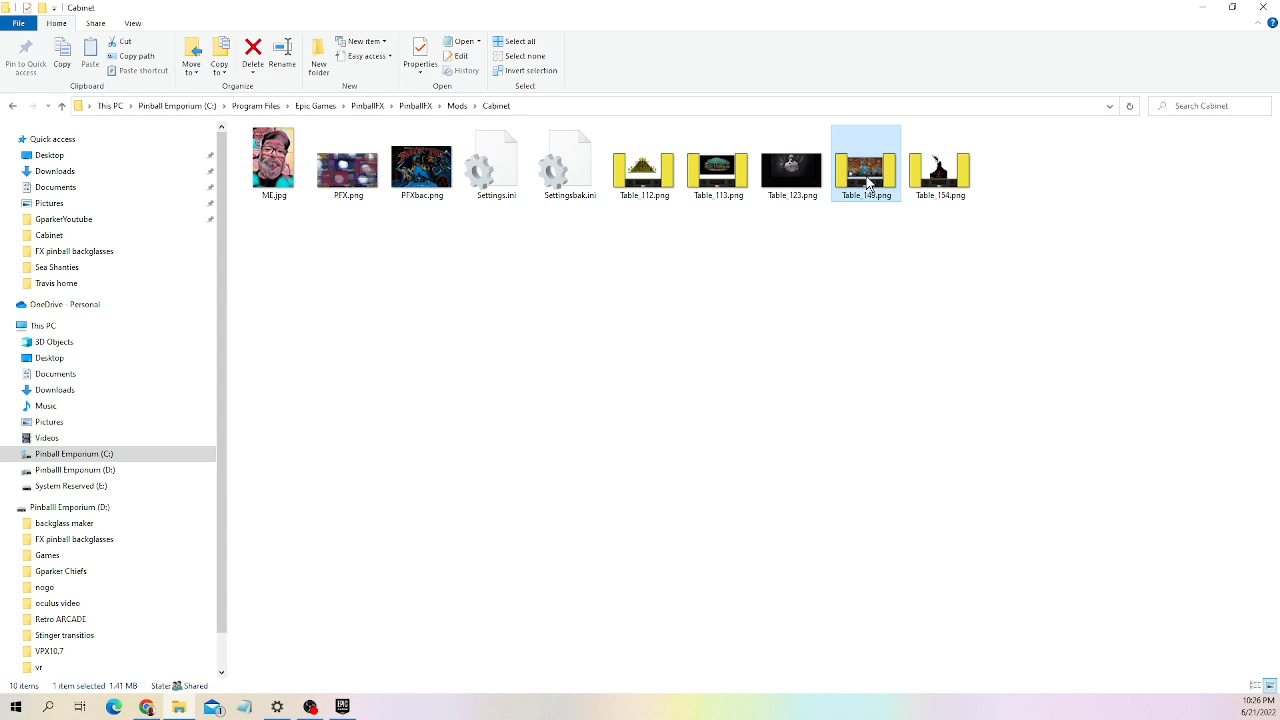 Cabinet
File Home Share View
Pin to Quick access
Copy
Paste
Cut
Copy path
Paste shortcut
Clipboard
Move to
Copy to
Delete
Rename
Organize
New folder
New item
Easy access
New
Properties
Open
Edit
History
Open
Select all
Select none
Invert selection
Select
This PC > Pinball Emporium (C:) > Program Files > Epic Games > PinballFX > PinballFX > Mods > Cabinet
Search Cabinet
Quick access
Desktop
Downloads
Documents
Pictures
GparkerYoutube
Cabinet
FX pinball backglasses
Sea Shanties
Travis home
OneDrive - Personal
This PC
3D Objects
Desktop
Documents
Downloads
Music
Pictures
Videos
Pinball Emporium (C:)
Pinballl Emporium (D:)
System Reserved (E:)
Pinballl Emporium (D:)
backglass maker
FX pinball backglasses
Games
Gparker Chiefs
nogo
oculus video
Retro ARCADE
Stinger transitios
VPX10.7
vr
ME.jpg
PFX.png
PFXbac.png
Settings.ini
Settingsbak.ini
Table_112.png
Table_113.png
Table_123.png
Table_149.png
Table_154.png
10 items 1 item selected 1.41 MB State: Shared
EPIC
10:26 PM
6/21/2022